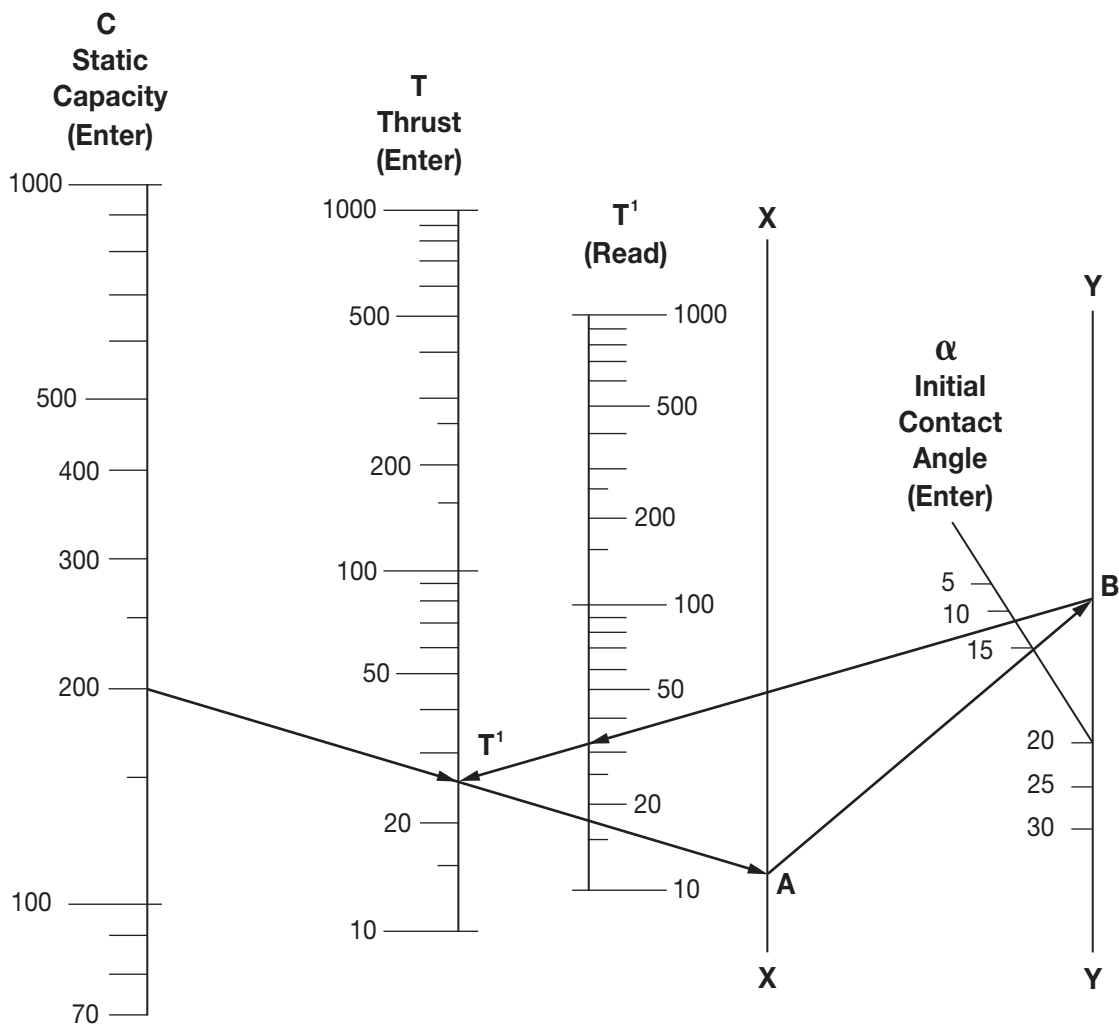 C
Static
Capacity
(Enter)
1000
500
400
300
200
100
70
T
Thrust
(Enter)
1000
500
200
100
50
20
10
T¹
T¹
(Read)
1000
500
200
100
50
20
10
X
A
X
α
Initial
Contact
Angle
(Enter)
5
10
15
20
25
30
Y
B
Y